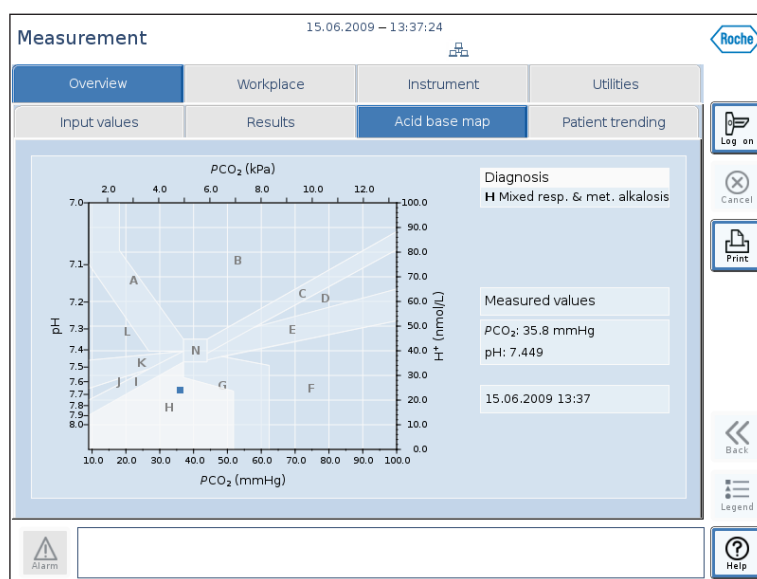 Measurement
15.06.2009 – 13:37:24
Roche
Overview
Workplace
Instrument
Utilities
Input values
Results
Acid base map
Patient trending
Log on
Cancel
Print
Back
Legend
Help
Alarm
PCO₂ (kPa)
2.0 4.0 6.0 8.0 10.0 12.0
pH
7.0
7.1
7.2
7.3
7.4
7.5
7.6
7.7
7.8
7.9
8.0
100.0
90.0
80.0
70.0
60.0
50.0
40.0
30.0
20.0
10.0
0.0
H⁺ (nmol/L)
B
A
C
D
L
E
N
K
J
I
G
F
H
10.0 20.0 30.0 40.0 50.0 60.0 70.0 80.0 90.0 100.0
PCO₂ (mmHg)
Diagnosis
H Mixed resp. & met. alkalosis
Measured values
PCO₂: 35.8 mmHg
pH: 7.449
15.06.2009 13:37